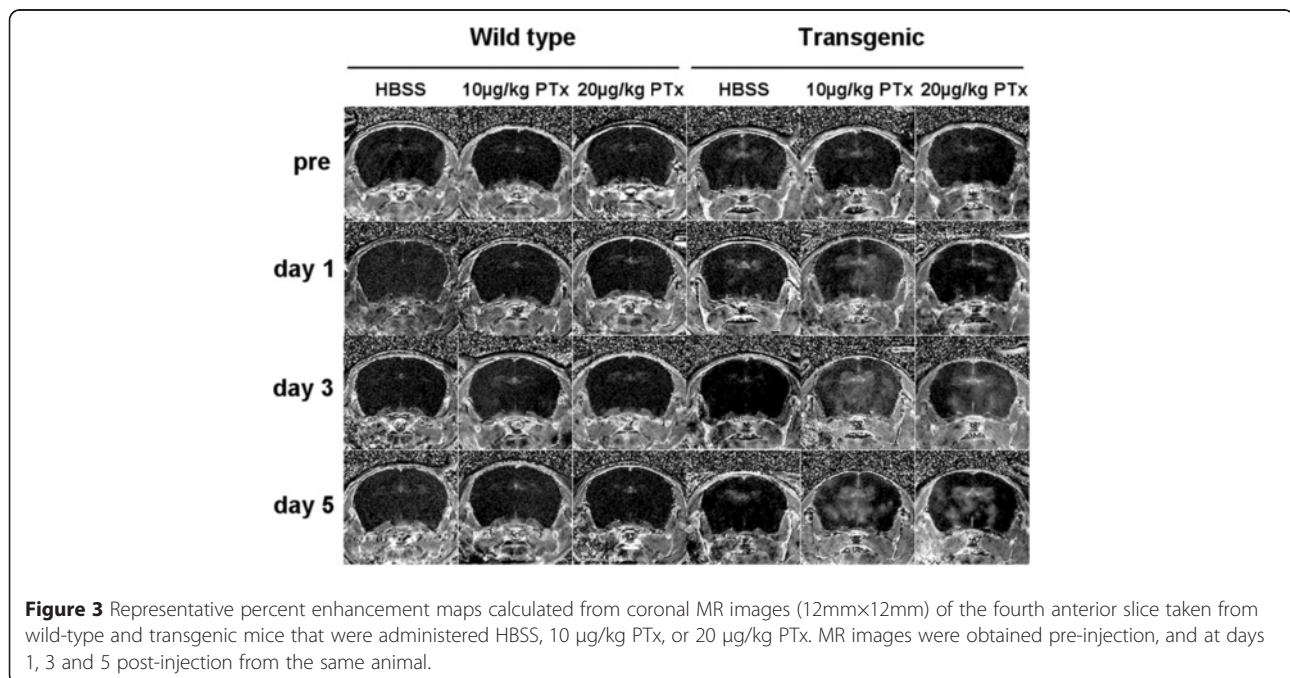 Wild type Transgenic
HBSS 10µg/kg PTx 20µg/kg PTx HBSS 10µg/kg PTx 20µg/kg PTx
pre
day 1
day 3
day 5
Figure 3 Representative percent enhancement maps calculated from coronal MR images (12mm×12mm) of the fourth anterior slice taken from
wild-type and transgenic mice that were administered HBSS, 10 µg/kg PTx, or 20 µg/kg PTx. MR images were obtained pre-injection, and at days
1, 3 and 5 post-injection from the same animal.